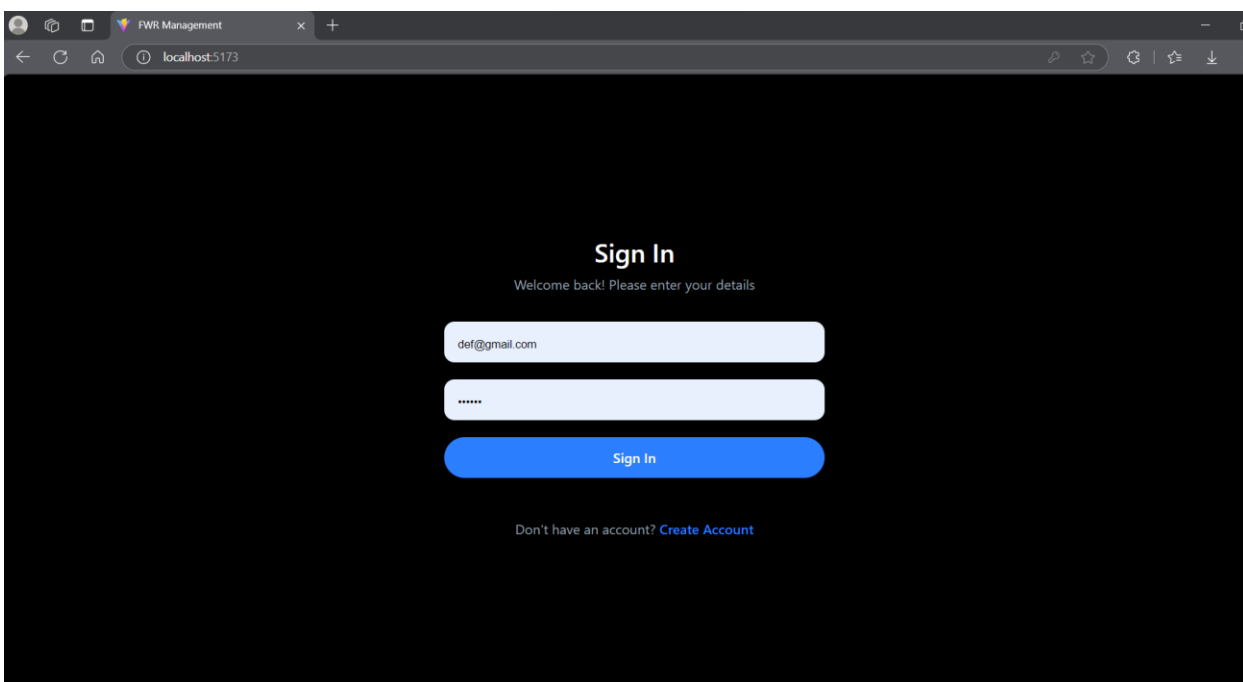 FWR Management
localhost:5173
Sign In
Welcome back! Please enter your details
def@gmail.com
••••••
Sign In
Don't have an account? Create Account